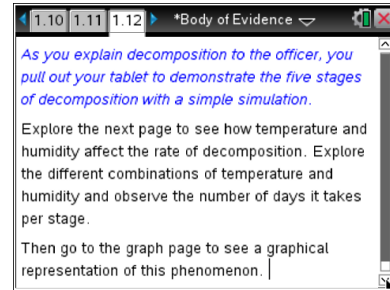 1.10 1.11 1.12 *Body of Evidence
As you explain decomposition to the officer, you
pull out your tablet to demonstrate the five stages
of decomposition with a simple simulation.
Explore the next page to see how temperature and
humidity affect the rate of decomposition. Explore
the different combinations of temperature and
humidity and observe the number of days it takes
per stage.
Then go to the graph page to see a graphical
representation of this phenomenon.